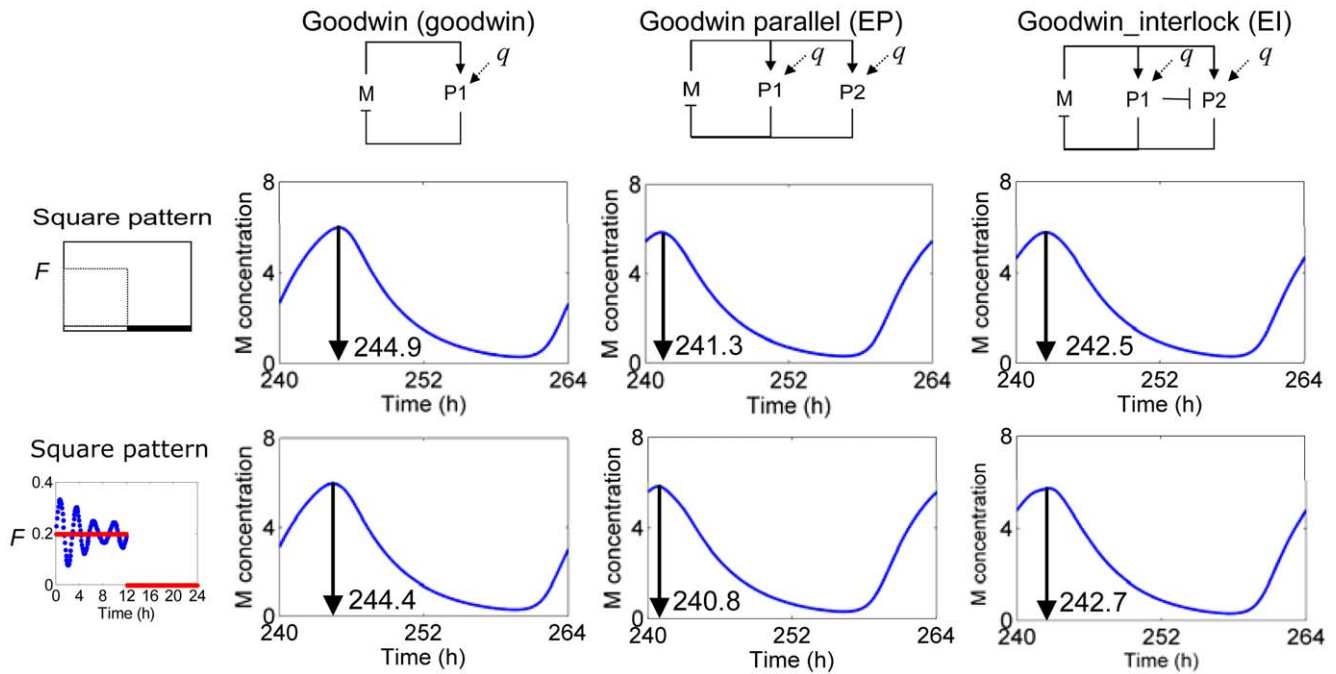 Goodwin (goodwin)
Goodwin parallel (EP)
Goodwin_interlock (EI)
q
M P1
q q
M P1 P2
q q
M P1 P2
Square pattern
F
M concentration
8
4
0
244.9
240 252 264
Time (h)
M concentration
8
4
0
241.3
240 252 264
Time (h)
M concentration
8
4
0
242.5
240 252 264
Time (h)
Square pattern
F
0.4
0.2
0
0 4 8 12 16 20 24
Time (h)
M concentration
8
4
0
244.4
240 252 264
Time (h)
M concentration
8
4
0
240.8
240 252 264
Time (h)
M concentration
8
4
0
242.7
240 252 264
Time (h)